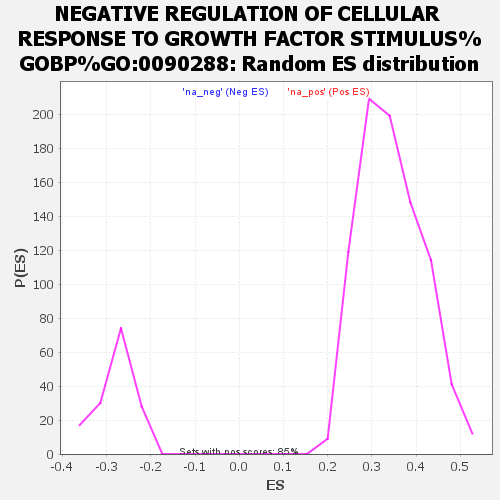 NEGATIVE REGULATION OF CELLULAR
RESPONSE TO GROWTH FACTOR STIMULUS%
GOBP%GO:0090288: Random ES distribution
'na_neg' (Neg ES) 'na_pos' (Pos ES)
200
180
160
140
120
100
80
60
40
20
0
P(ES)
Sets with pos scores: 85%
-0.4 -0.3 -0.2 -0.1 0.0 0.1 0.2 0.3 0.4 0.5
ES